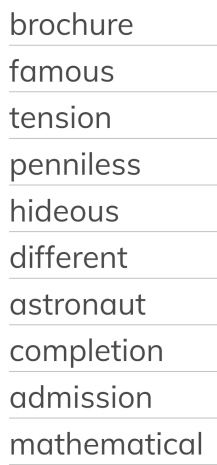 brochure
famous
tension
penniless
hideous
different
astronaut
completion
admission
mathematical